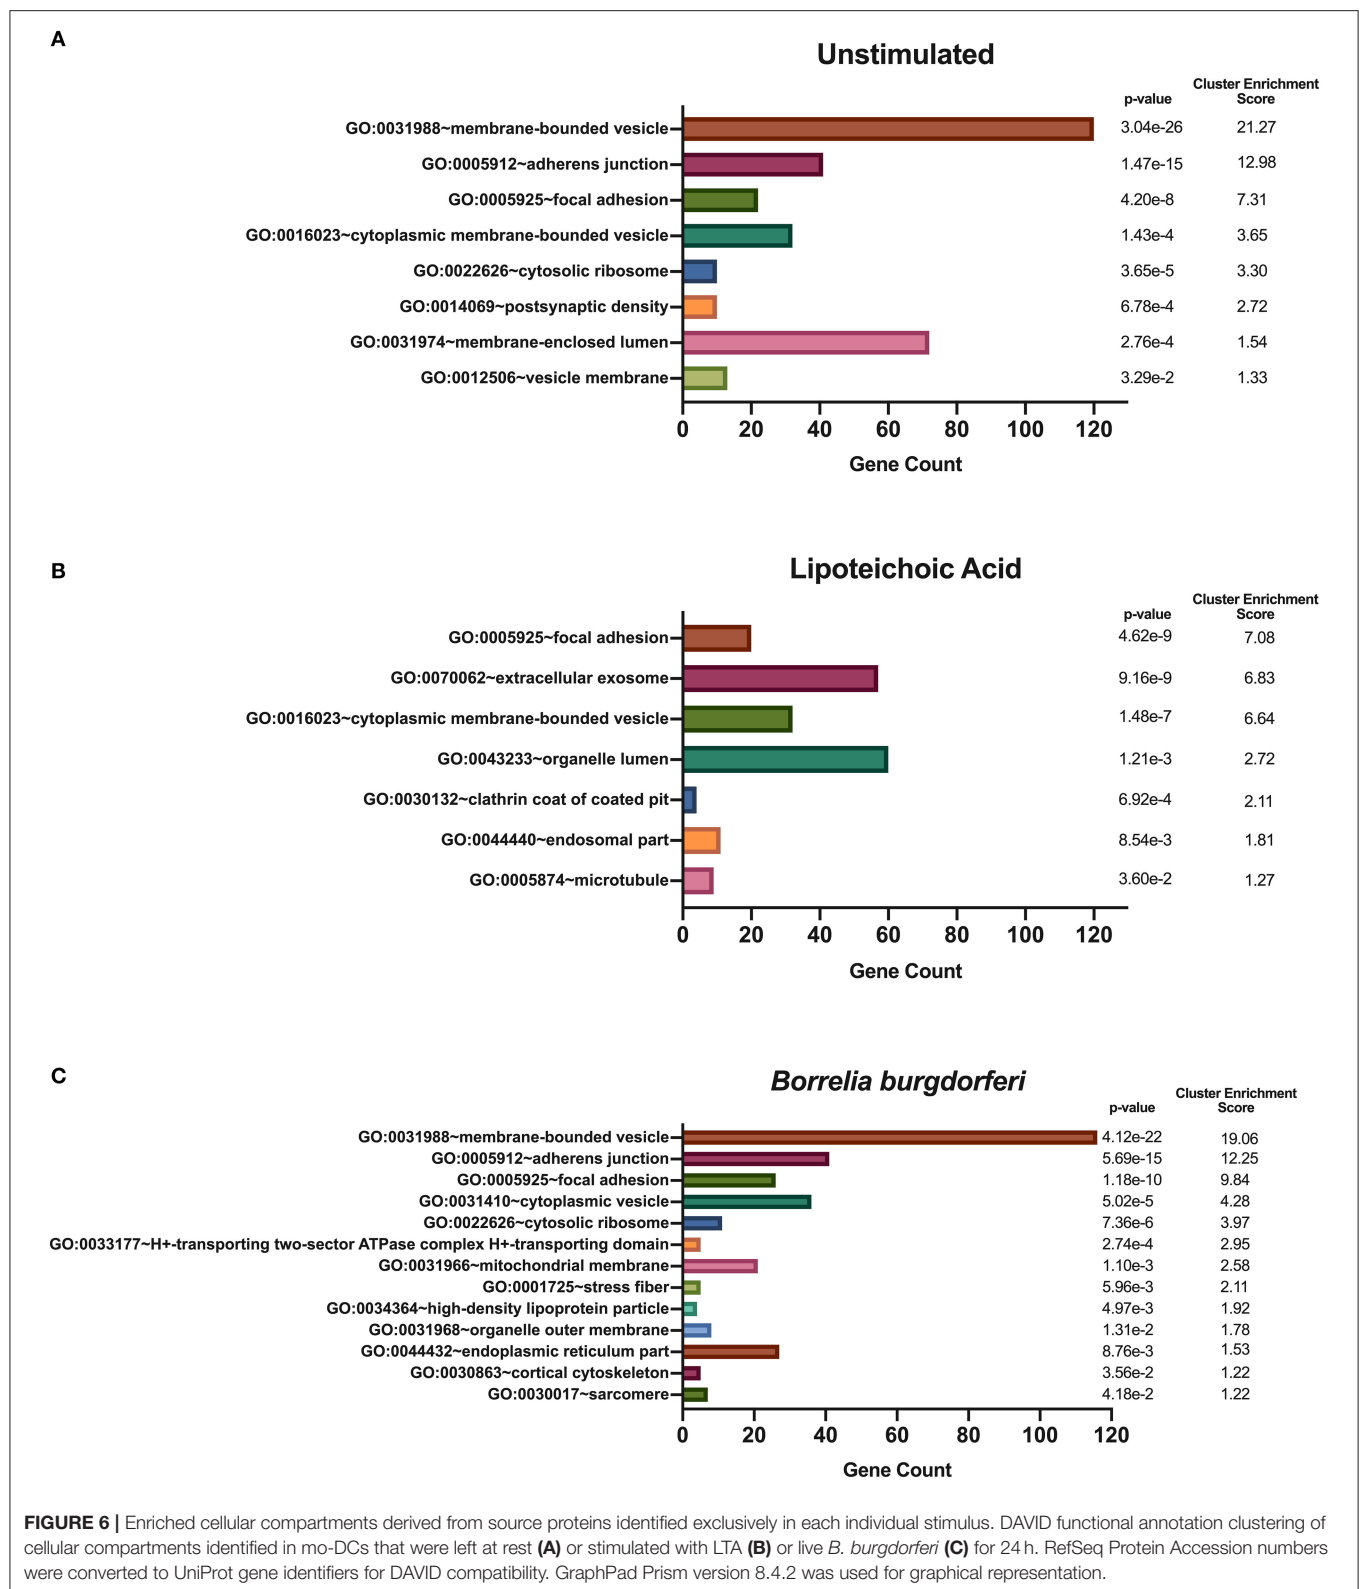 A
Unstimulated
p-value
Cluster Enrichment
Score
GO:0031988~membrane-bounded vesicle 3.04e-26 21.27
GO:0005912~adherens junction 1.47e-15 12.98
GO:0005925~focal adhesion 4.20e-8 7.31
GO:0016023~cytoplasmic membrane-bounded vesicle 1.43e-4 3.65
GO:0022626~cytosolic ribosome 3.65e-5 3.30
GO:0014069~postsynaptic density 6.78e-4 2.72
GO:0031974~membrane-enclosed lumen 2.76e-4 1.54
GO:0012506~vesicle membrane 3.29e-2 1.33
0 20 40 60 80 100 120
Gene Count
B
Lipoteichoic Acid
p-value
Cluster Enrichment
Score
GO:0005925~focal adhesion 4.62e-9 7.08
GO:0070062~extracellular exosome 9.16e-9 6.83
GO:0016023~cytoplasmic membrane-bounded vesicle 1.48e-7 6.64
GO:0043233~organelle lumen 1.21e-3 2.72
GO:0030132~clathrin coat of coated pit 6.92e-4 2.11
GO:0044440~endosomal part 8.54e-3 1.81
GO:0005874~microtubule 3.60e-2 1.27
0 20 40 60 80 100 120
Gene Count
C
Borrelia burgdorferi
p-value
Cluster Enrichment
Score
GO:0031988~membrane-bounded vesicle 4.12e-22 19.06
GO:0005912~adherens junction 5.69e-15 12.25
GO:0005925~focal adhesion 1.18e-10 9.84
GO:0031410~cytoplasmic vesicle 5.02e-5 4.28
GO:0022626~cytosolic ribosome 7.36e-6 3.97
GO:0033177~H+-transporting two-sector ATPase complex H+-transporting domain 2.74e-4 2.95
GO:0031966~mitochondrial membrane 1.10e-3 2.58
GO:0001725~stress fiber 5.96e-3 2.11
GO:0034364~high-density lipoprotein particle 4.97e-3 1.92
GO:0031968~organelle outer membrane 1.31e-2 1.78
GO:0044432~endoplasmic reticulum part 8.76e-3 1.53
GO:0030863~cortical cytoskeleton 3.56e-2 1.22
GO:0030017~sarcomere 4.18e-2 1.22
0 20 40 60 80 100 120
Gene Count
FIGURE 6 | Enriched cellular compartments derived from source proteins identified exclusively in each individual stimulus. DAVID functional annotation clustering of
cellular compartments identified in mo-DCs that were left at rest (A) or stimulated with LTA (B) or live B. burgdorferi (C) for 24 h. RefSeq Protein Accession numbers
were converted to UniProt gene identifiers for DAVID compatibility. GraphPad Prism version 8.4.2 was used for graphical representation.